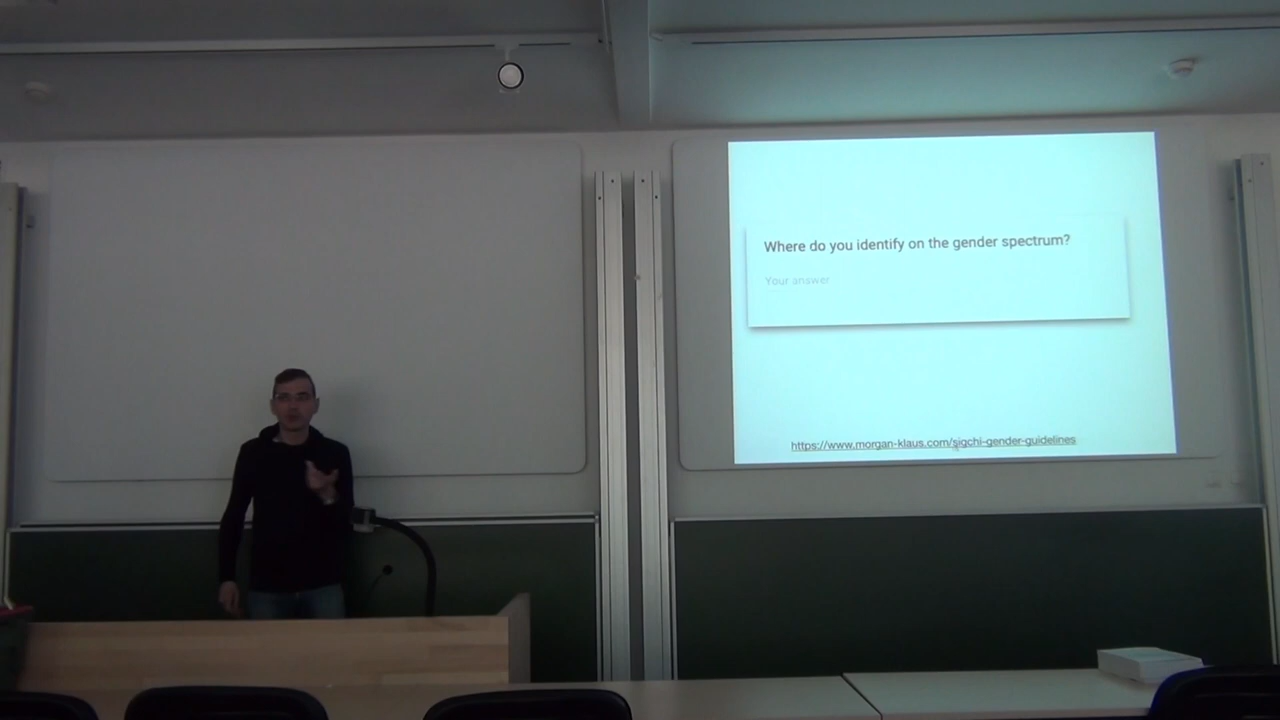 Where do you identify on the gender spectrum?
Your answer
https://www.morgan-klaus.com/sigchi-gender-guidelines